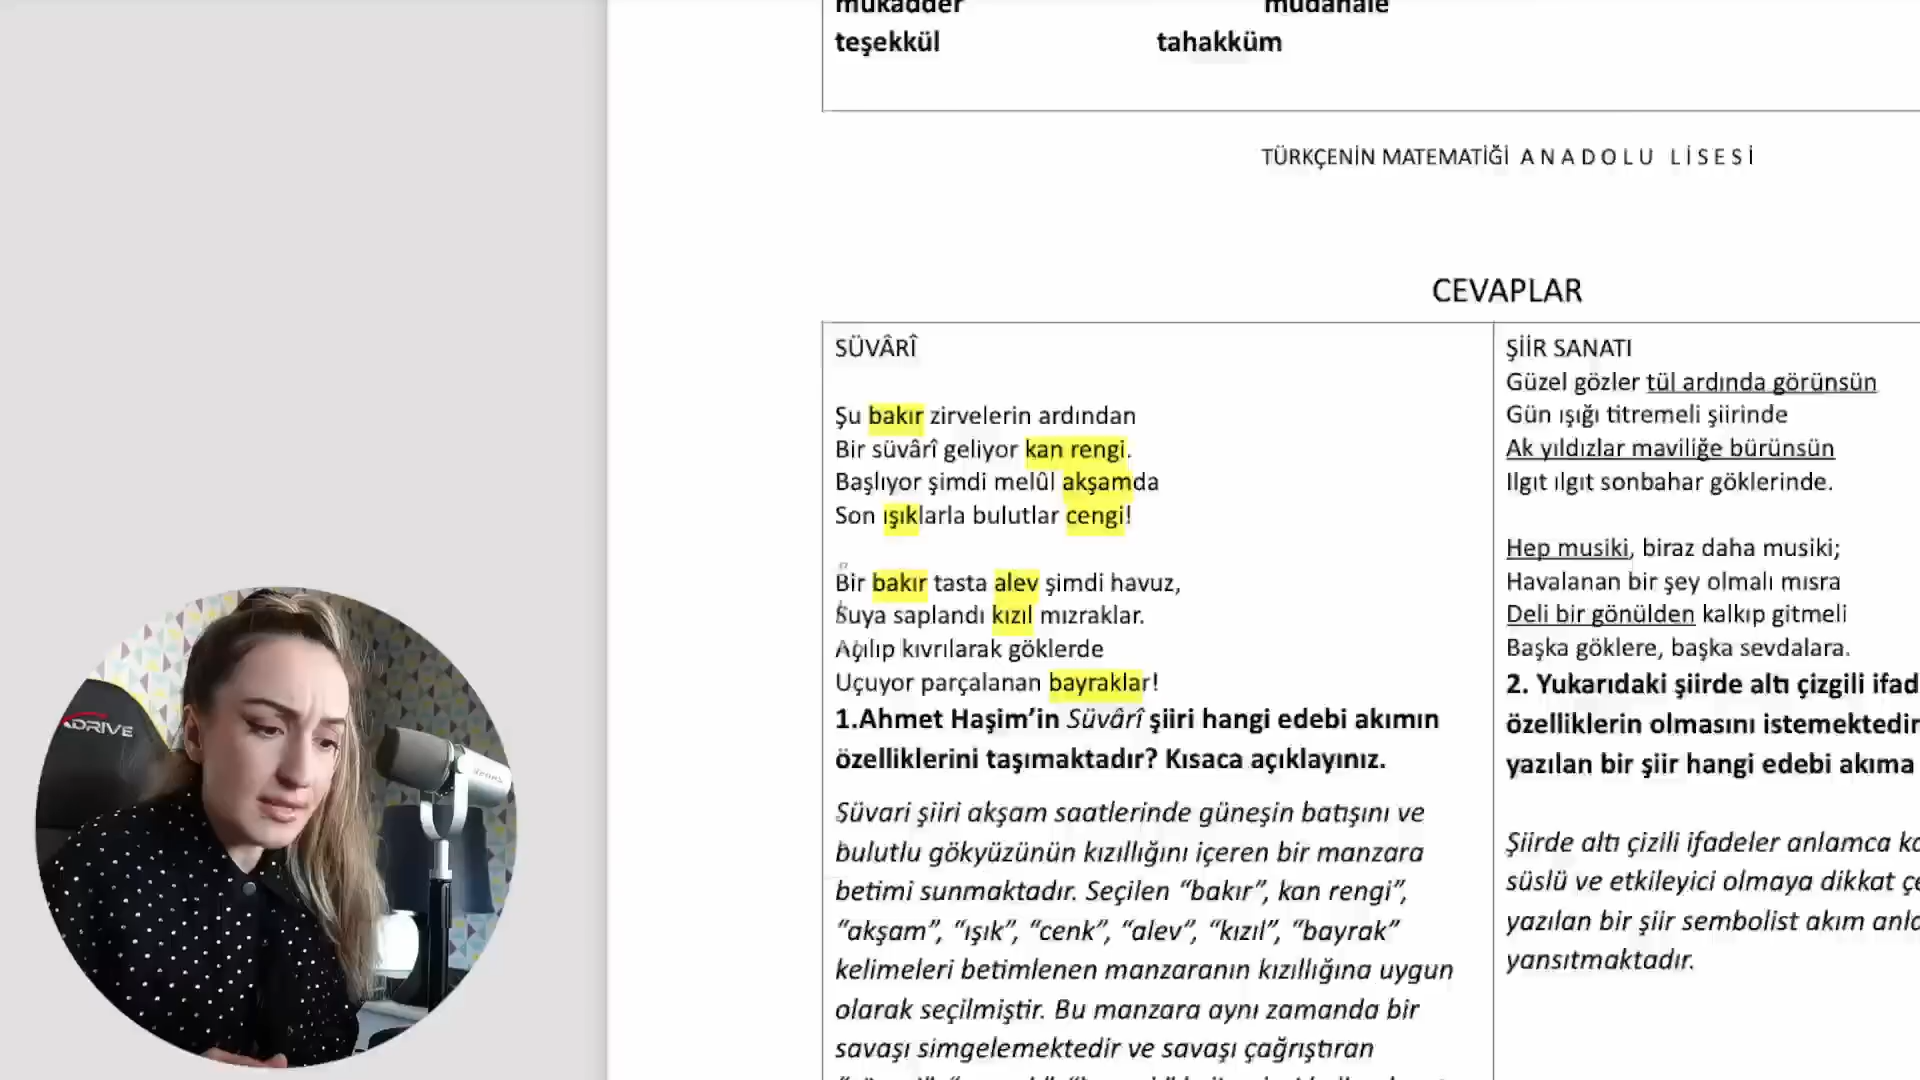 mukadder müdahale
teşekkül tahakküm
TÜRKÇENİN MATEMATİĞİ ANADOLU LİSESİ
CEVAPLAR
SÜVÂRÎ
Şu bakır zirvelerin ardından
Bir süvârî geliyor kan rengi.
Başlıyor şimdi melûl akşamda
Son ışıklarla bulutlar cengi!
Bir bakır tasta alev şimdi havuz,
Suya saplandı kızıl mızraklar.
Açılıp kıvrılarak göklerde
Uçuyor parçalanan bayraklar!
1.Ahmet Haşim’in Süvârî şiiri hangi edebi akımın
özelliklerini taşımaktadır? Kısaca açıklayınız.
Süvari şiiri akşam saatlerinde güneşin batışını ve
bulutlu gökyüzünün kızıllığını içeren bir manzara
betimi sunmaktadır. Seçilen “bakır”, kan rengi”,
“akşam”, “ışık”, “cenk”, “alev”, “kızıl”, “bayrak”
kelimeleri betimlenen manzaranın kızıllığına uygun
olarak seçilmiştir. Bu manzara aynı zamanda bir
savaşı simgelemektedir ve savaşı çağrıştıran
ŞİİR SANATI
Güzel gözler tül ardında görünsün
Gün ışığı titremeli şiirinde
Ak yıldızlar maviliğe bürünsün
Ilgıt ılgıt sonbahar göklerinde.
Hep musiki, biraz daha musiki;
Havalanan bir şey olmalı mısra
Deli bir gönülden kalkıp gitmeli
Başka göklere, başka sevdalara.
2. Yukarıdaki şiirde altı çizgili ifad
özelliklerin olmasını istemektedir
yazılan bir şiir hangi edebi akıma
Şiirde altı çizili ifadeler anlamca
süslü ve etkileyici olmaya dikkat
yazılan bir şiir sembolist akım
yansıtmaktadır.
DRIVE